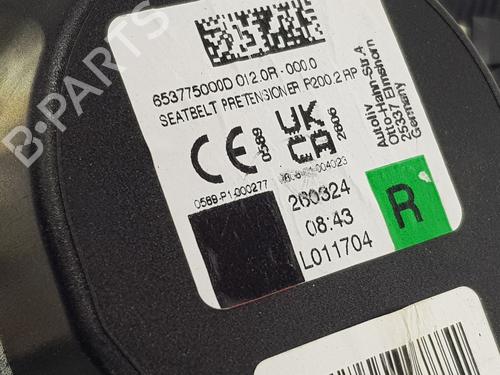 653775000D 012.0R - 000.0
SEATBELT PRETENSIONER P200.2 RP
CE 0589
UK CA 2806
Autoliv
Otto-Hahn-Str. 4
25337 Elmshorn
Germany
0589-P1-000277
260324
08:43
L011704
R
B-PARTS